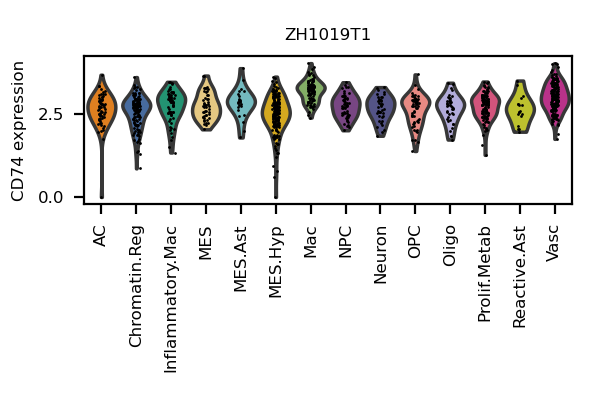 ZH1019T1
CD74 expression
2.5
0.0
AC
Chromatin.Reg
Inflammatory.Mac
MES
MES.Ast
MES.Hyp
Mac
NPC
Neuron
OPC
Oligo
Prolif.Metab
Reactive.Ast
Vasc